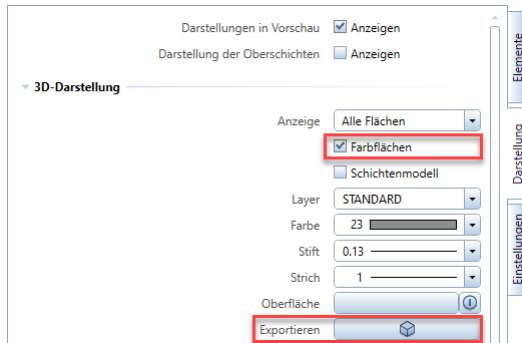 Darstellungen in Vorschau Anzeigen
Darstellung der Oberschichten Anzeigen
3D-Darstellung
Anzeige Alle Flächen
Farbflächen
Schichtenmodell
Layer STANDARD
Farbe 23
Stift 0.13
Strich 1
Oberfläche
Exportieren
Elemente
Darstellung
Einstellungen